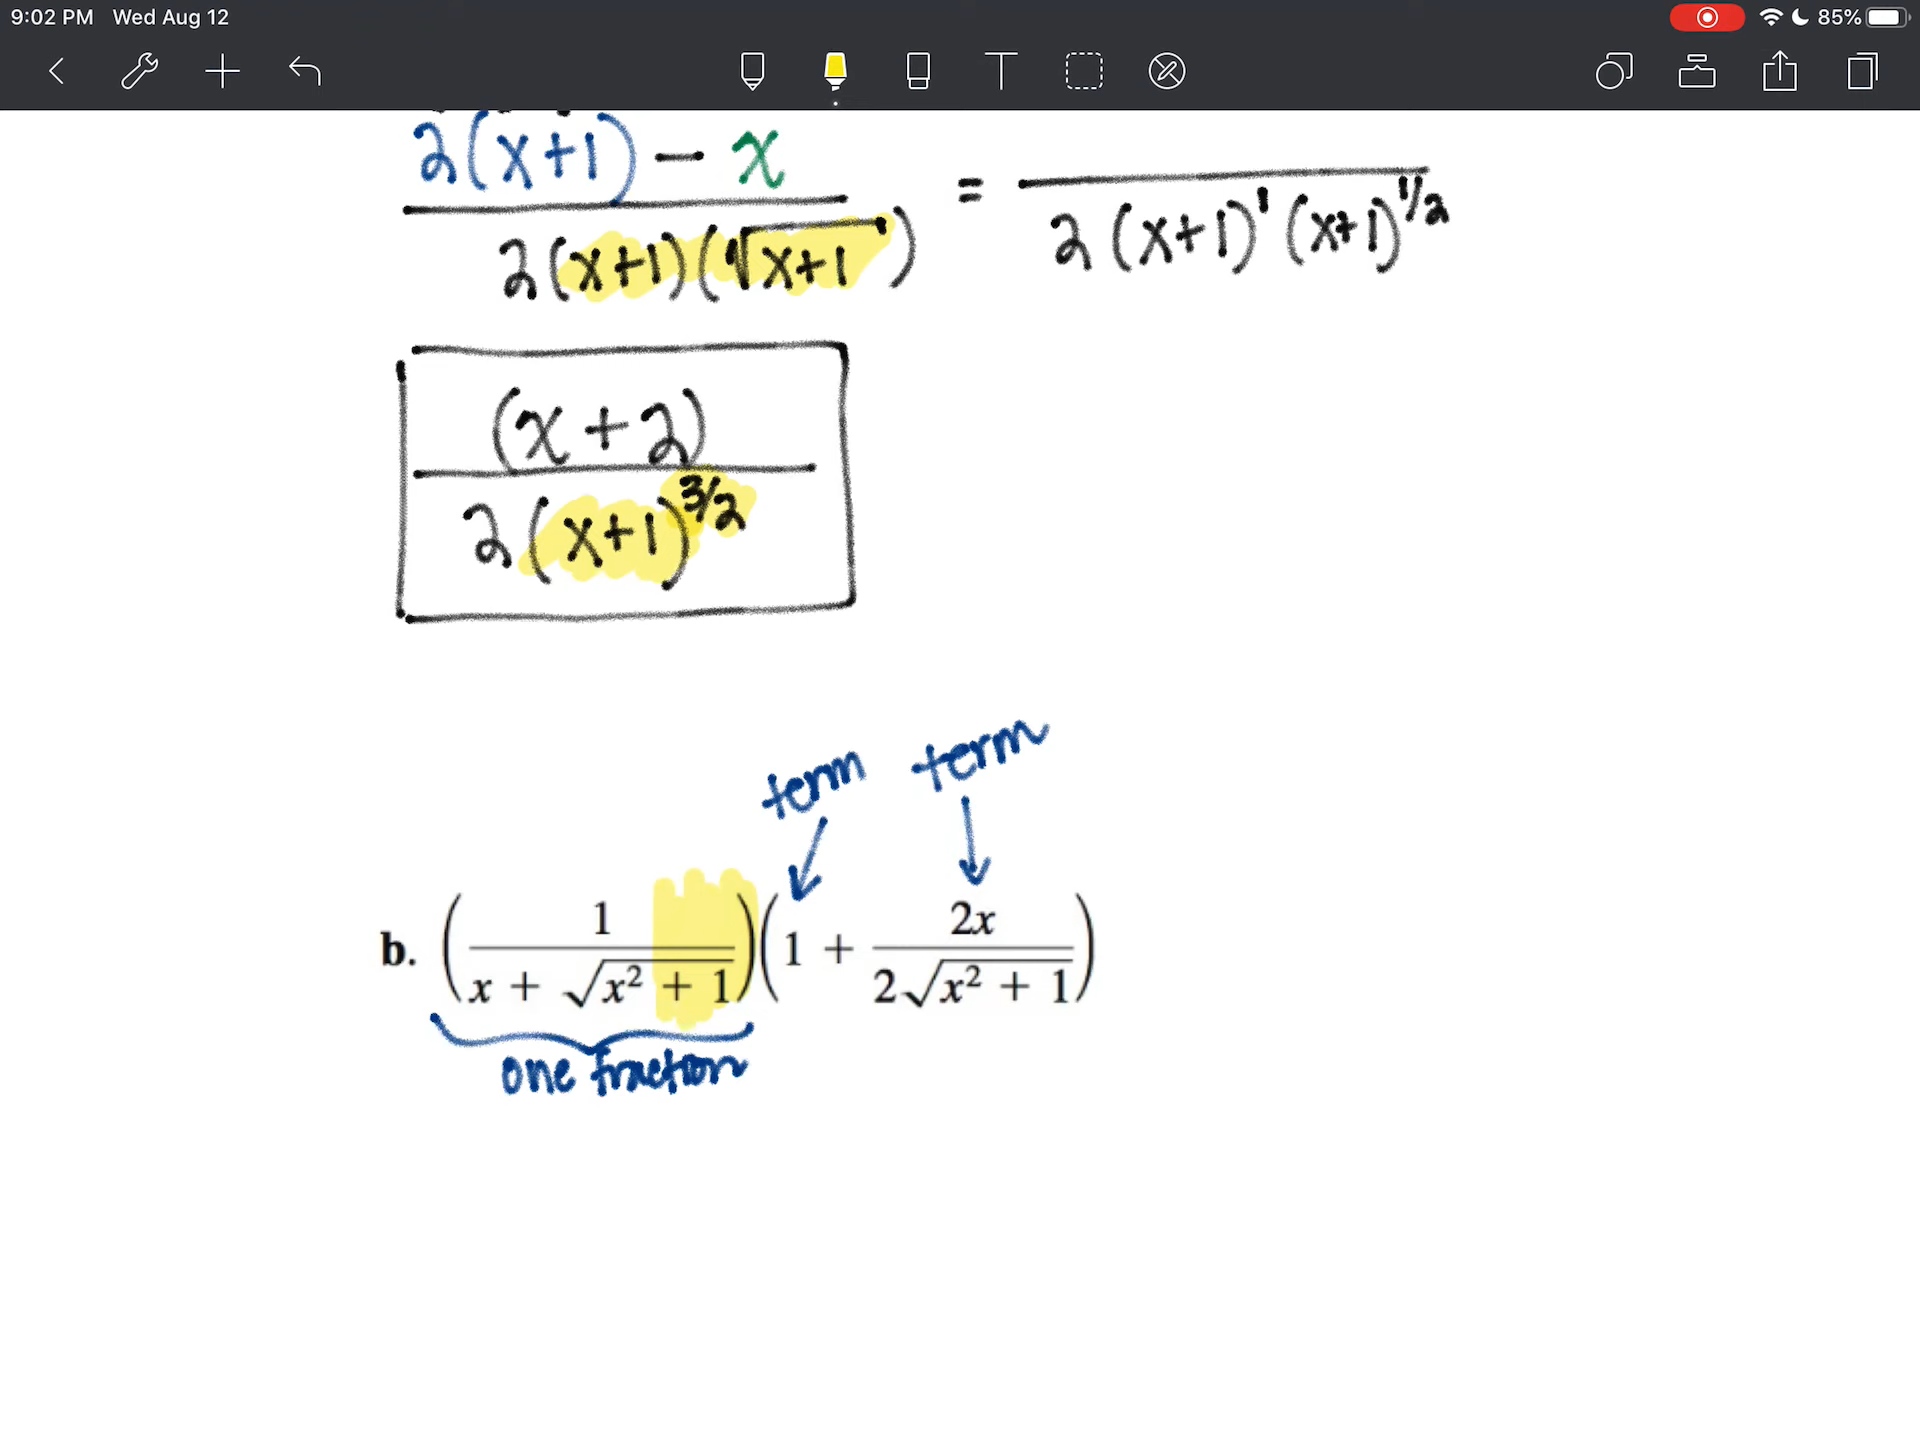 9:02 PM Wed Aug 12
85%
T
2(x+1) - x
2(x+1)(√x+1)
=
2(x+1)¹(x+1)^1/2
(x+2)
2(x+1)^3/2
term term
b. (1/(x + √(x² + 1)))(1 + 2x/(2√(x² + 1)))
one fraction